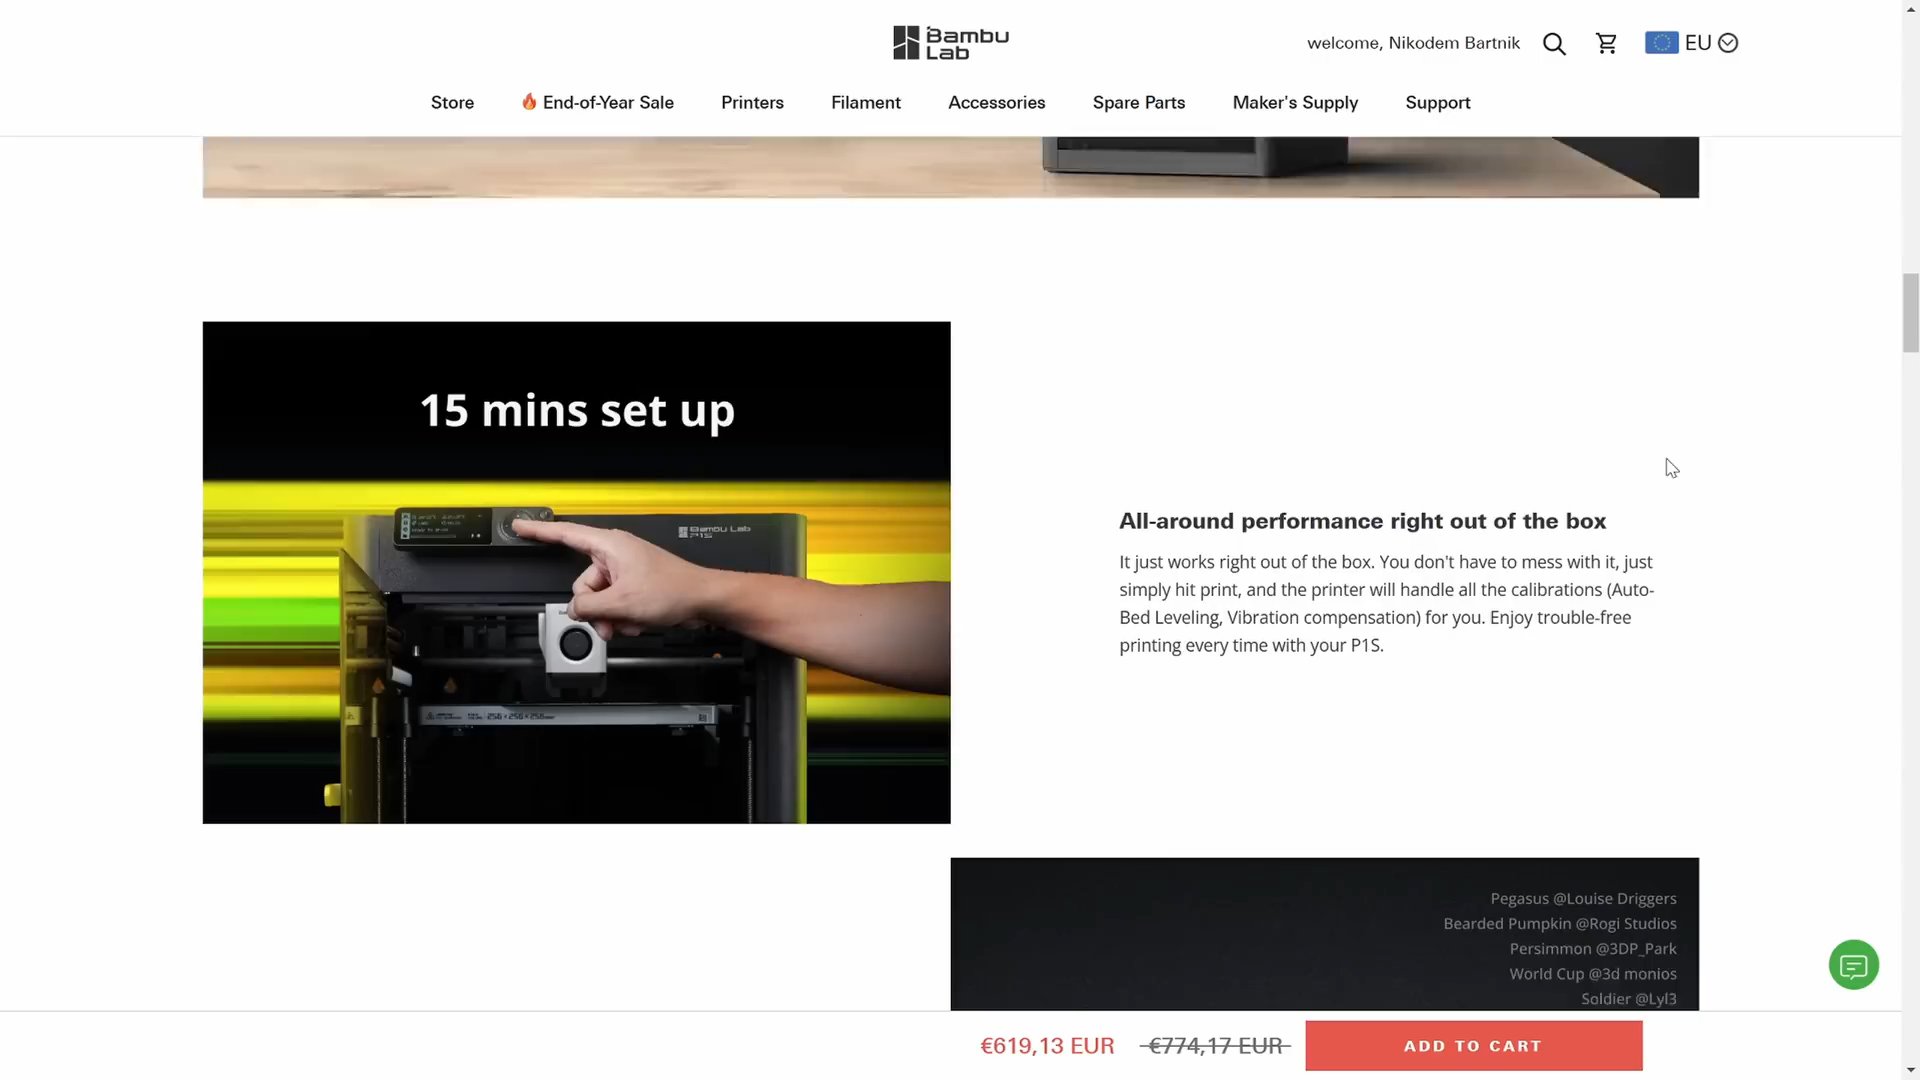 Bambu
Lab
welcome, Nikodem Bartnik
EU
Store
End-of-Year Sale
Printers
Filament
Accessories
Spare Parts
Maker's Supply
Support
15 mins set up
Bambu Lab
P1S
All-around performance right out of the box
It just works right out of the box. You don't have to mess with it, just
simply hit print, and the printer will handle all the calibrations (Auto-
Bed Leveling, Vibration compensation) for you. Enjoy trouble-free
printing every time with your P1S.
Pegasus @Louise Driggers
Bearded Pumpkin @Rogi Studios
Persimmon @3DP_Park
World Cup @3d monios
Soldier @Lyl3
€619,13 EUR
€774,17 EUR
ADD TO CART